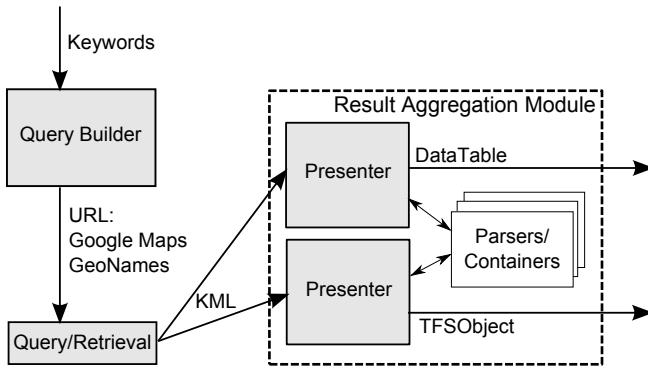 Keywords
Query Builder
URL:
Google Maps
GeoNames
Query/Retrieval
KML
Result Aggregation Module
Presenter
DataTable
Parsers/
Containers
Presenter
TFSObject